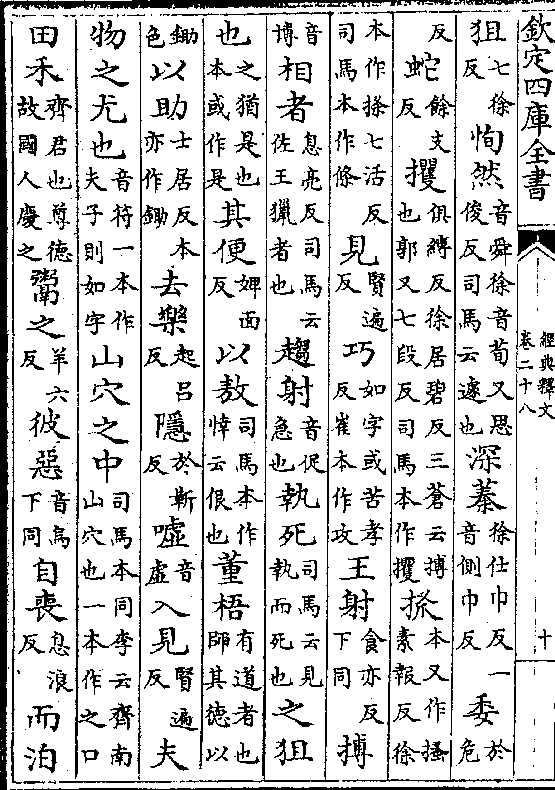 欽定四庫全書 經典釋文 卷二十八 十
狙七徐反恂然音舜徐音荀又思俊反司馬云遽也深蓁徐仕巾反一音側巾反委於危
反蛇餘支反攫俱縛反徐居碧反三蒼云搏也郭又七段反司馬本作攫㧻本又作搔素報反徐
本作搽七活反司馬本作條見賢遍反巧如字或苦孝反崔本作攻王射食亦反下同搏
音博相者息亮反司馬云佐王獵者也趨射音促急也執死司馬云見執而死也之狙
也之猶是也本或作是其便婢面反以敖司馬本作悻云佷也董梧有道者也師其德以
鋤色以助士居反本亦作鋤去樂起呂反隱於靳反噓音虛入見賢遍反夫
物之尤也音符一本作夫子則如字山穴之中司馬本同李云齊南山穴也一本作之口
田禾齊君也尊德故國人慶之鬻之羊六反彼惡音烏下同自喪息浪反而泊